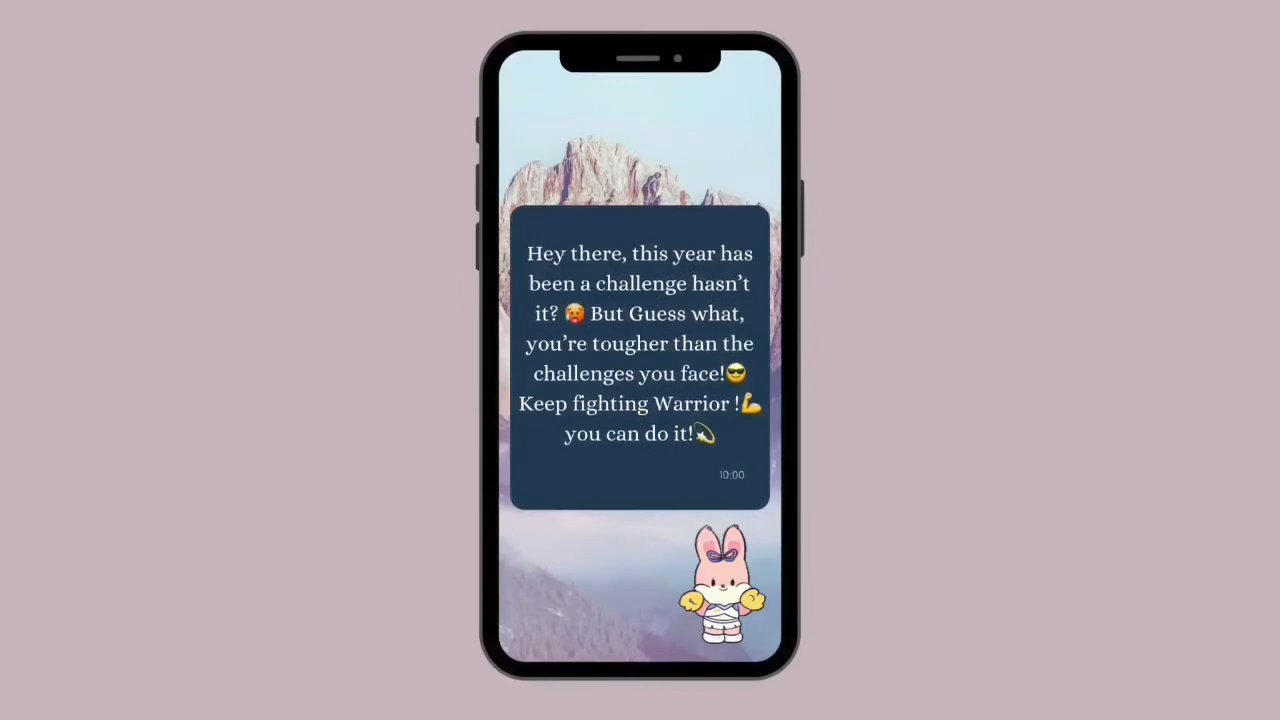 Hey there, this year has
been a challenge hasn’t
it? 🥵 But Guess what,
you’re tougher than the
challenges you face!😎
Keep fighting Warrior !💪
you can do it!💫
10:00